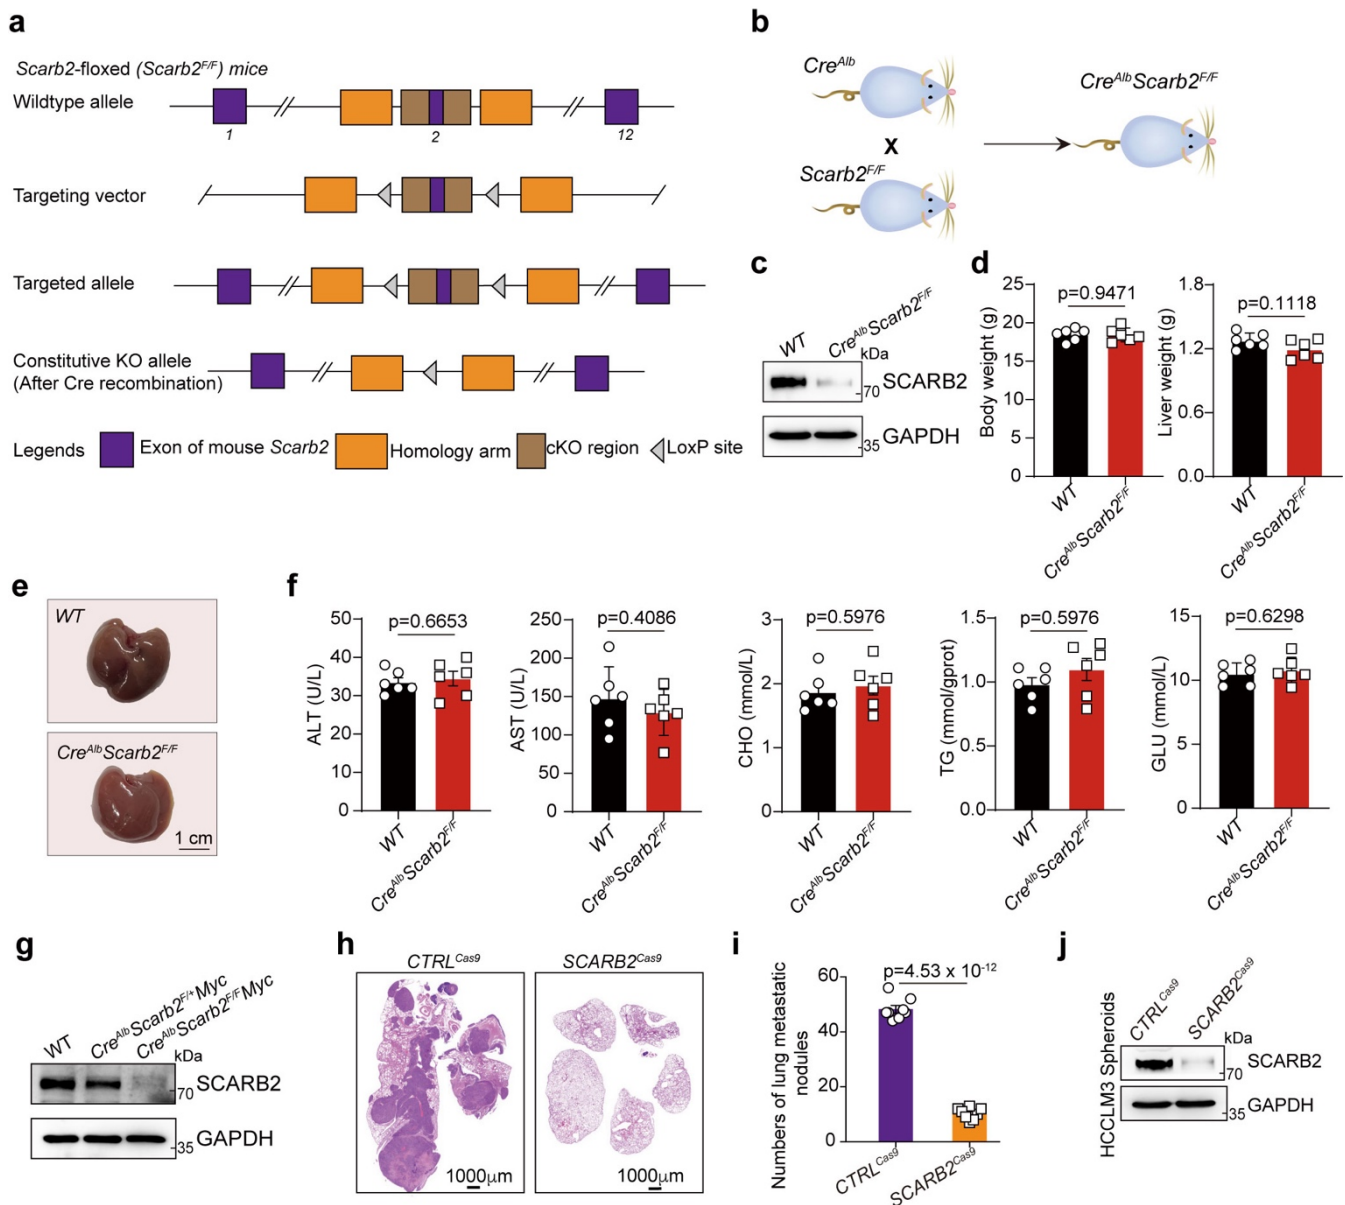 a
Scarb2-floxed (Scarb2F/F) mice
Wildtype allele
1
2
12
Targeting vector
Targeted allele
Constitutive KO allele
(After Cre recombination)
Legends
Exon of mouse Scarb2
Homology arm
cKO region
LoxP site
b
CreAlb
X
Scarb2F/F
CreAlbScarb2F/F
c
WT
CreAlbScarb2F/F
kDa
SCARB2
-70
GAPDH
-35
d
Body weight (g)
25
20
15
10
5
0
p=0.9471
WT
CreAlbScarb2F/F
Liver weight (g)
1.8
1.2
0.6
0.0
p=0.1118
WT
CreAlbScarb2F/F
e
WT
CreAlbScarb2F/F
1 cm
f
ALT (U/L)
50
40
30
20
10
0
p=0.6653
WT
CreAlbScarb2F/F
AST (U/L)
250
200
150
100
50
0
p=0.4086
WT
CreAlbScarb2F/F
CHO (mmol/L)
3
2
1
0
p=0.5976
WT
CreAlbScarb2F/F
TG (mmol/gprot)
1.5
1.0
0.5
0.0
p=0.5976
WT
CreAlbScarb2F/F
GLU (mmol/L)
15
10
5
0
p=0.6298
WT
CreAlbScarb2F/F
g
WT
CreAlbScarb2F/+Myc
CreAlbScarb2F/FMyc
kDa
SCARB2
-70
GAPDH
-35
h
CTRLCas9
SCARB2Cas9
1000μm
1000μm
i
Numbers of lung metastatic
nodules
60
40
20
0
p=4.53 x 10-12
CTRLCas9
SCARB2Cas9
j
HCCLM3 Spheroids
CTRLCas9
SCARB2Cas9
kDa
SCARB2
-70
GAPDH
-35